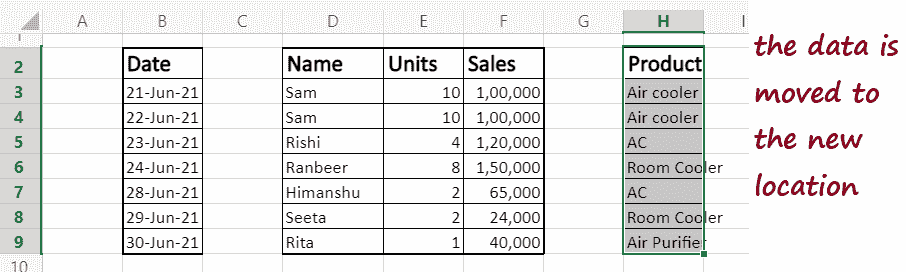 A B C D E F G H I
2 Date Name Units Sales Product the data is
3 21-Jun-21 Sam 10 1,00,000 Air cooler moved to
4 22-Jun-21 Sam 10 1,00,000 Air cooler
5 23-Jun-21 Rishi 4 1,20,000 AC the new
6 24-Jun-21 Ranbeer 8 1,50,000 Room Cooler
7 28-Jun-21 Himanshu 2 65,000 AC location
8 29-Jun-21 Seeta 2 24,000 Room Cooler
9 30-Jun-21 Rita 1 40,000 Air Purifier
10